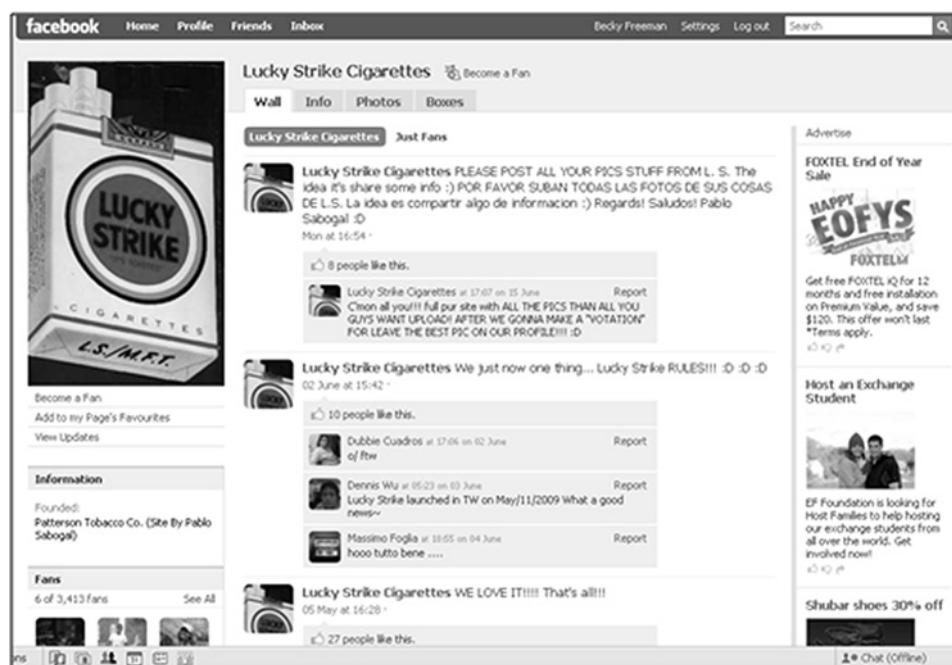 facebook Home Profile Friends Inbox Becky Freeman Settings Log out Search
LUCKY
STRIKE
"IT'S TOASTED"
CIGARETTES
L.S./M.F.T.
Become a Fan
Add to my Page's Favourites
View Updates
Information
Founded:
Patterson Tobacco Co. (Site By Pablo
Sabogal)
Fans
6 of 3,413 fans See All
Lucky Strike Cigarettes Become a Fan
Wall Info Photos Boxes
Lucky Strike Cigarettes Just Fans
Lucky Strike Cigarettes PLEASE POST ALL YOUR PICS STUFF FROM L. S. The
idea it's share some info :) POR FAVOR SUBAN TODAS LAS FOTOS DE SUS COSAS
DE L.S. La idea es compartir algo de informacion :) Regards! Saludos! Pablo
Sabogal :D
Mon at 16:54 ·
8 people like this.
Lucky Strike Cigarettes at 17:07 on 15 June Report
C'mon all you!!! full pur site with ALL THE PICS THAN ALL YOU
GUYS WANT UPLOAD! AFTER WE GONNA MAKE A "VOTATION"
FOR LEAVE THE BEST PIC ON OUR PROFILE!!!! :D
Lucky Strike Cigarettes We just now one thing... Lucky Strike RULES!!! :D :D :D
02 June at 15:42 ·
10 people like this.
Dubbie Cuadros at 17:06 on 02 June Report
o/ ftw
Dennis Wu at 05:23 on 03 June Report
Lucky Strike launched in TW on May/11/2009 What a good
news~
Massimo Foglia at 10:55 on 04 June Report
hooo tutto bene ....
Lucky Strike Cigarettes WE LOVE IT!!!! That's all!!!
05 May at 16:28 ·
27 people like this.
Advertise
FOXTEL End of Year
Sale
HAPPY
EOFYS
FOXTEL
Get free FOXTEL iQ for 12
months and free installation
on Premium Value, and save
$120. This offer won't last
*Terms apply.
Host an Exchange
Student
EF Foundation is looking for
Host Families to help hosting
our exchange students from
all over the world. Get
involved now!
Shubar shoes 30% off
ns Chat (Offline)